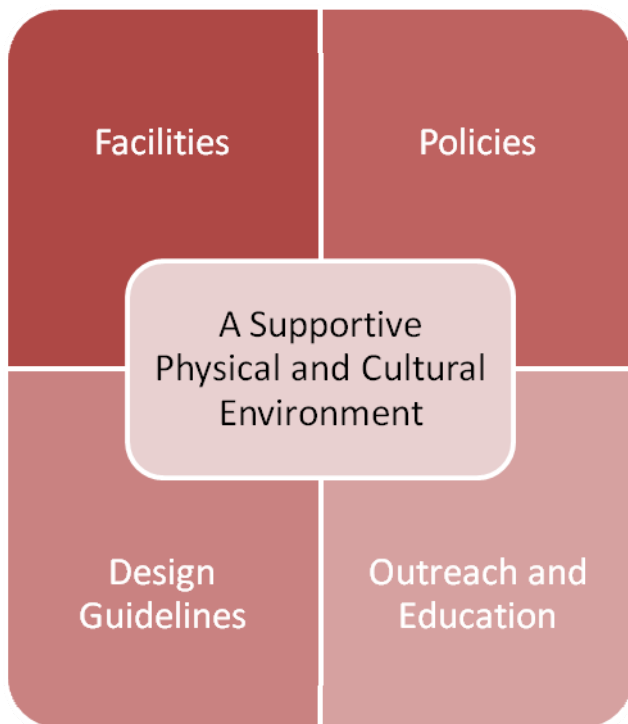 Facilities
Policies
A Supportive
Physical and Cultural
Environment
Design
Guidelines
Outreach and
Education